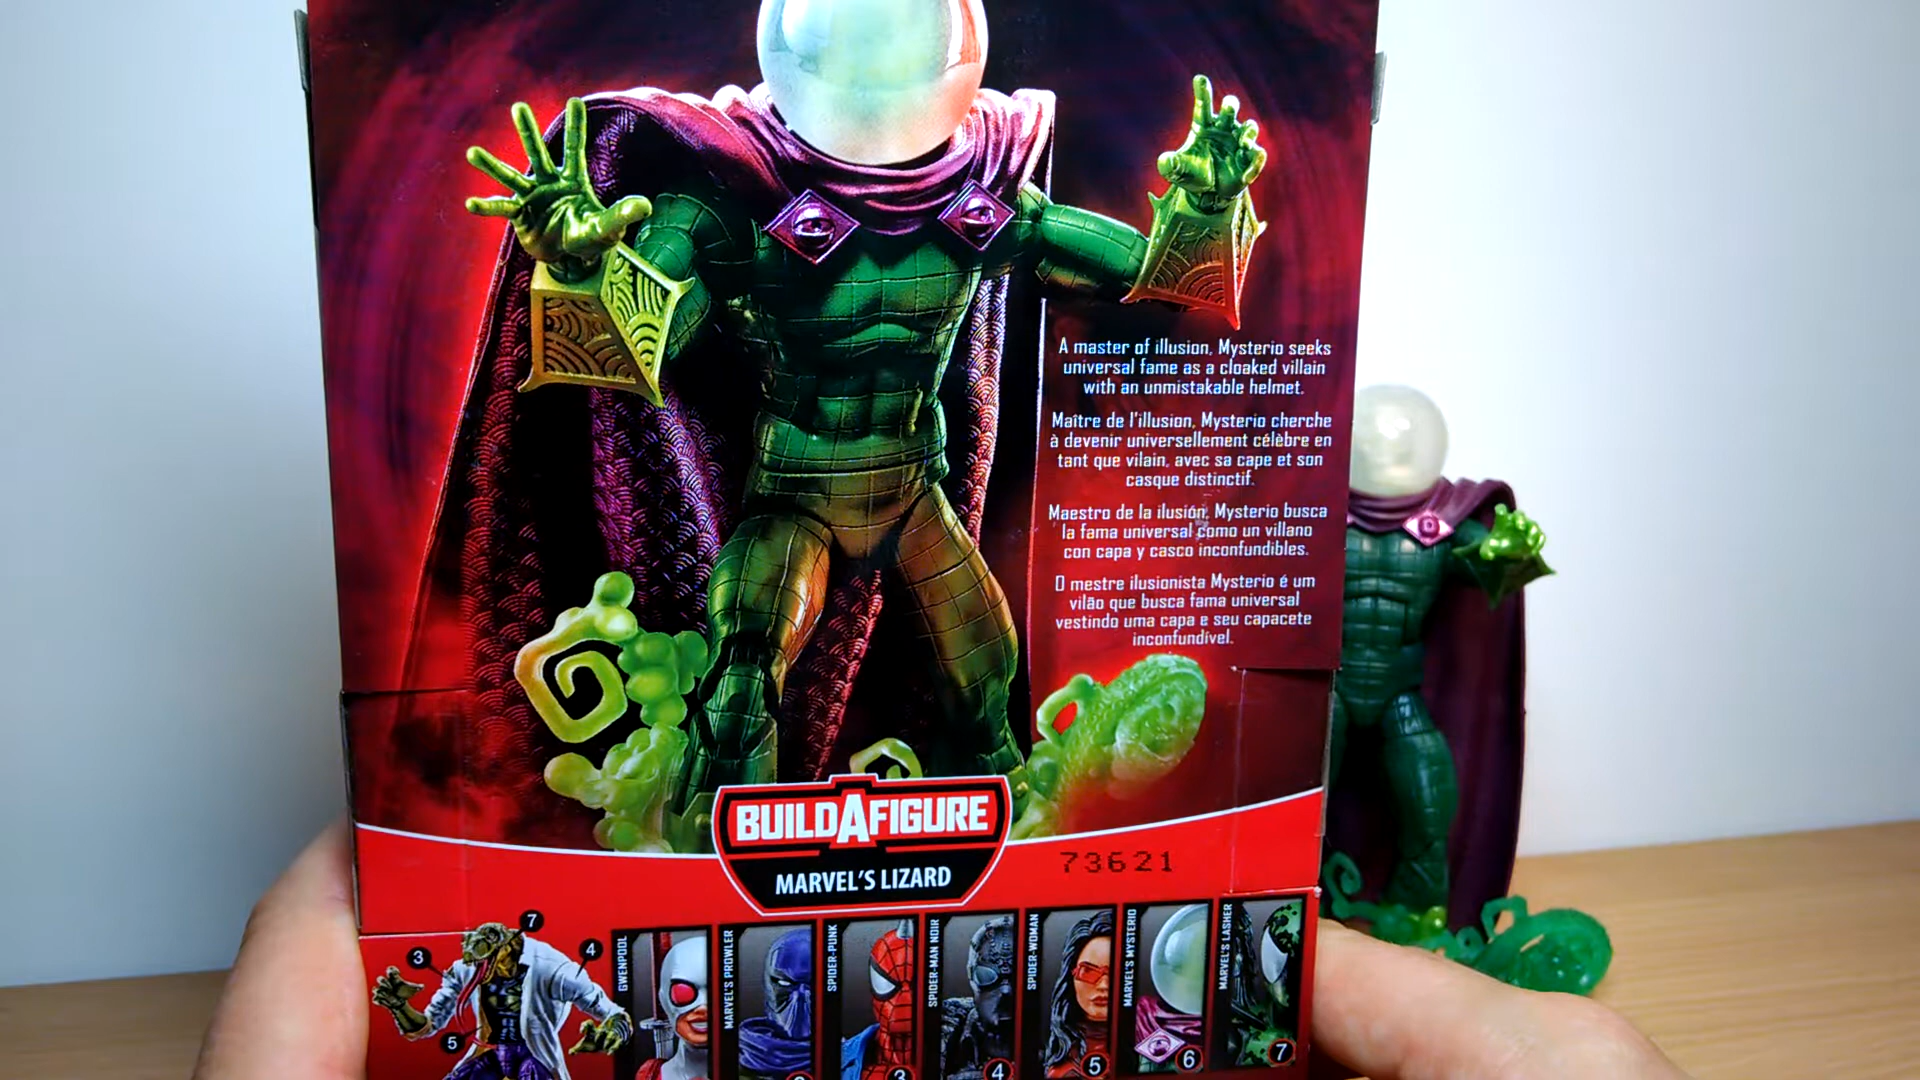 A master of illusion, Mysterio seeks
universal fame as a cloaked villain
with an unmistakable helmet.
Maître de l'illusion, Mysterio cherche
à devenir universellement célèbre en
tant que vilain, avec sa cape et son
casque distinctif.
Maestro de la ilusión, Mysterio busca
la fama universal como un villano
con capa y casco inconfundibles.
O mestre ilusionista Mysterio é um
vilão que busca fama universal
vestindo uma capa e seu capacete
inconfundível.
BUILDAFIGURE
MARVEL'S LIZARD
73621
7
3
4
5
GWENPOOL
MARVEL'S PROWLER
SPIDER-PUNK
3
SPIDER-MAN NOIR
4
SPIDER-WOMAN
5
MARVEL'S MYSTERIO
6
MARVEL'S LASHER
7